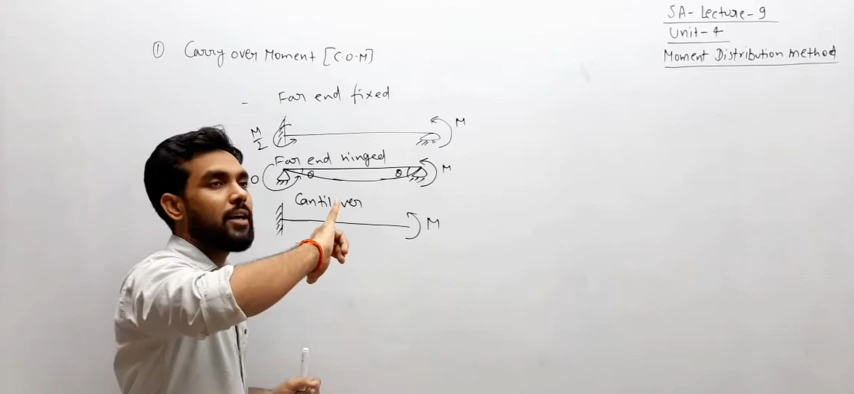 SA- Lecture-9
Unit-4
Moment Distribution method
① Carry over Moment [C.O.M]
- Far end fixed
M/2
M
Far end hinged
0
θ
θ
M
Cantilever
M